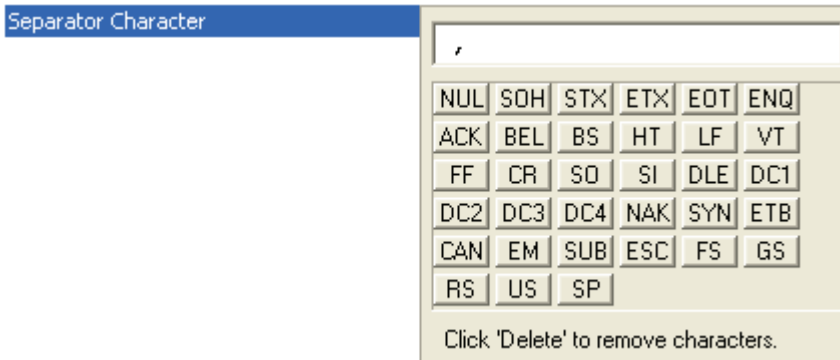 Separator Character
,
NUL SOH STX ETX EOT ENQ
ACK BEL BS HT LF VT
FF CR SO SI DLE DC1
DC2 DC3 DC4 NAK SYN ETB
CAN EM SUB ESC FS GS
RS US SP
Click 'Delete' to remove characters.